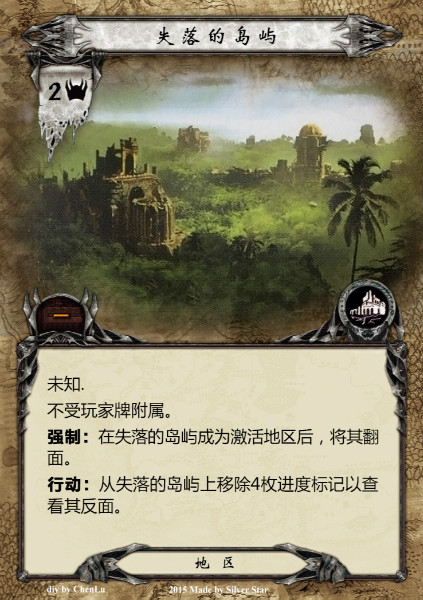 失落的岛屿
2
未知.
不受玩家牌附属。
强制：在失落的岛屿成为激活地区后，将其翻
面。
行动：从失落的岛屿上移除4枚进度标记以查
看其反面。
地区
diy by ChenLu
2015 Made by Silver Star